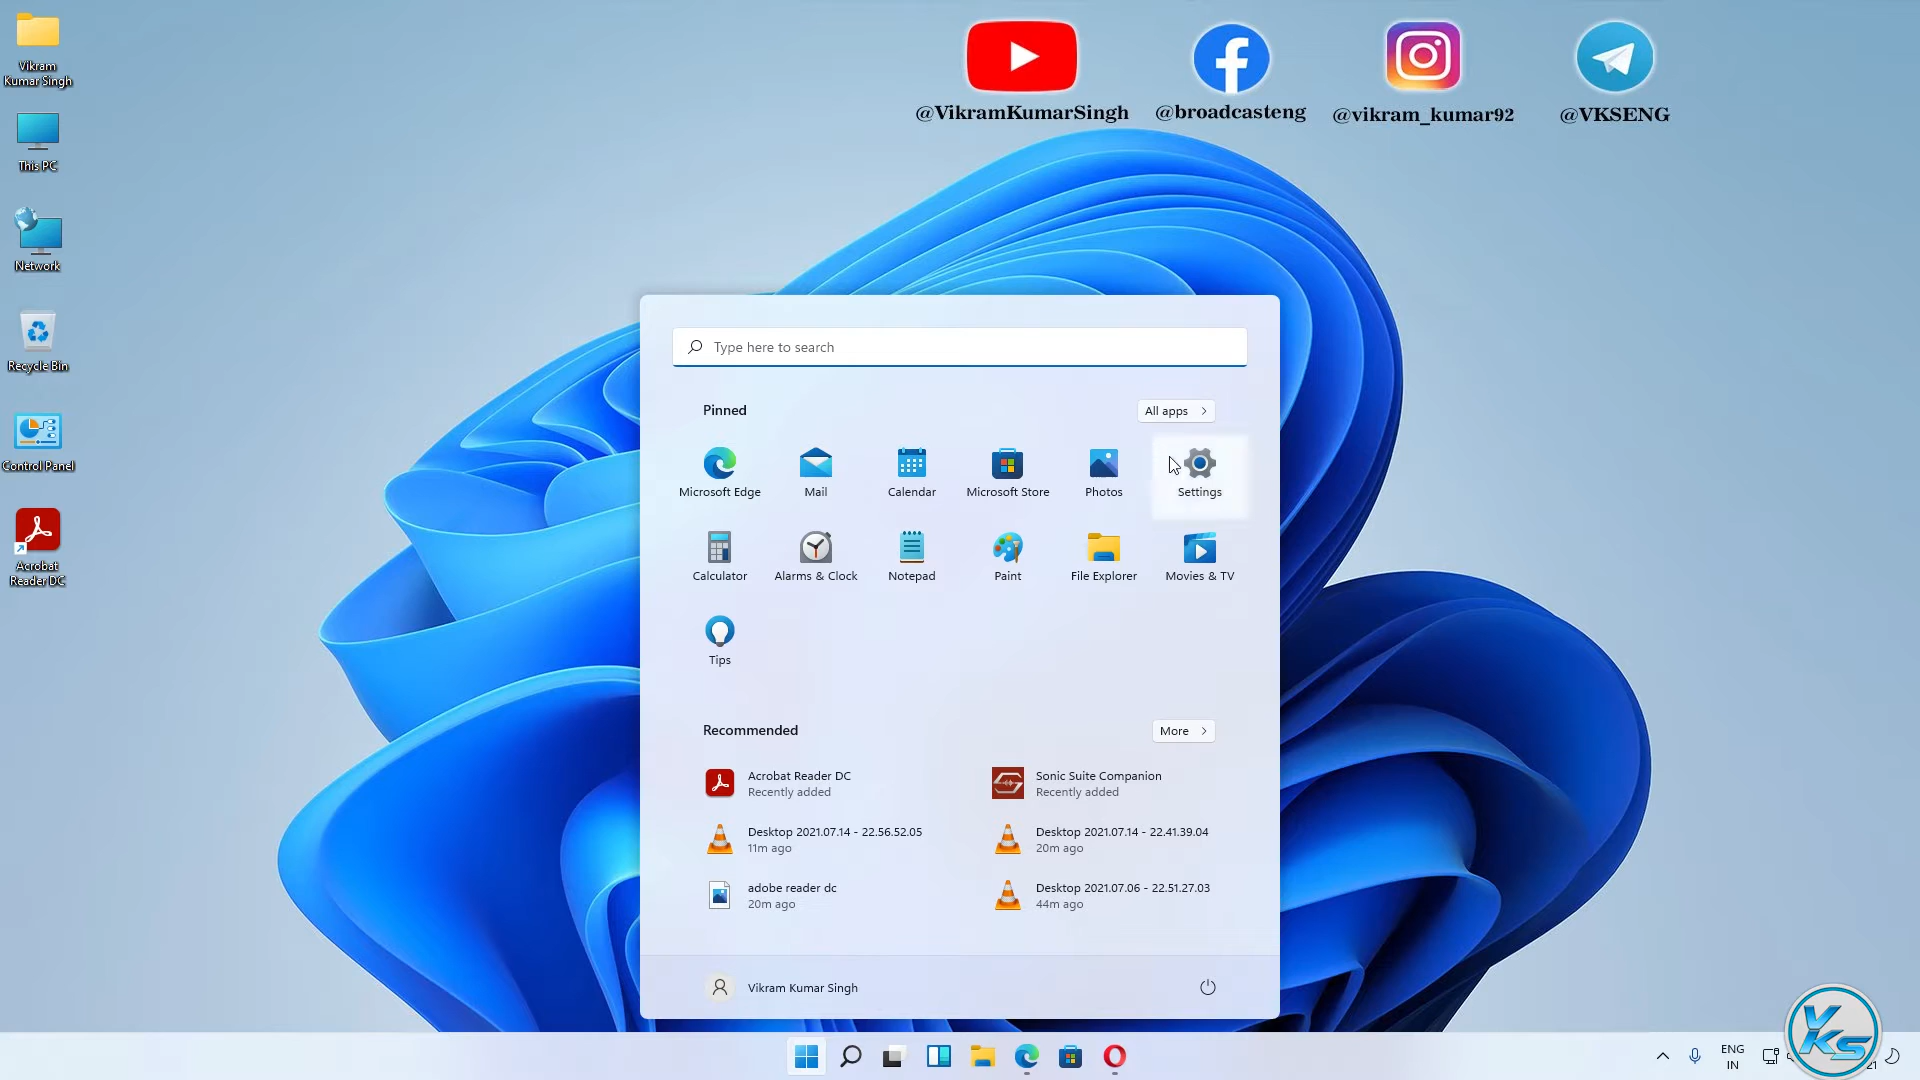 Vikram
Kumar Singh
This PC
Network
Recycle Bin
Control Panel
Acrobat
Reader DC
@VikramKumarSingh
@broadcasteng
@vikram_kumar92
@VKSENG
Type here to search
Pinned
All apps
Microsoft Edge
Mail
Calendar
Microsoft Store
Photos
Settings
Calculator
Alarms & Clock
Notepad
Paint
File Explorer
Movies & TV
Tips
Recommended
More
Acrobat Reader DC
Recently added
Sonic Suite Companion
Recently added
Desktop 2021.07.14 - 22.56.52.05
11m ago
Desktop 2021.07.14 - 22.41.39.04
20m ago
adobe reader dc
20m ago
Desktop 2021.07.06 - 22.51.27.03
44m ago
Vikram Kumar Singh
ENG
IN
VKS